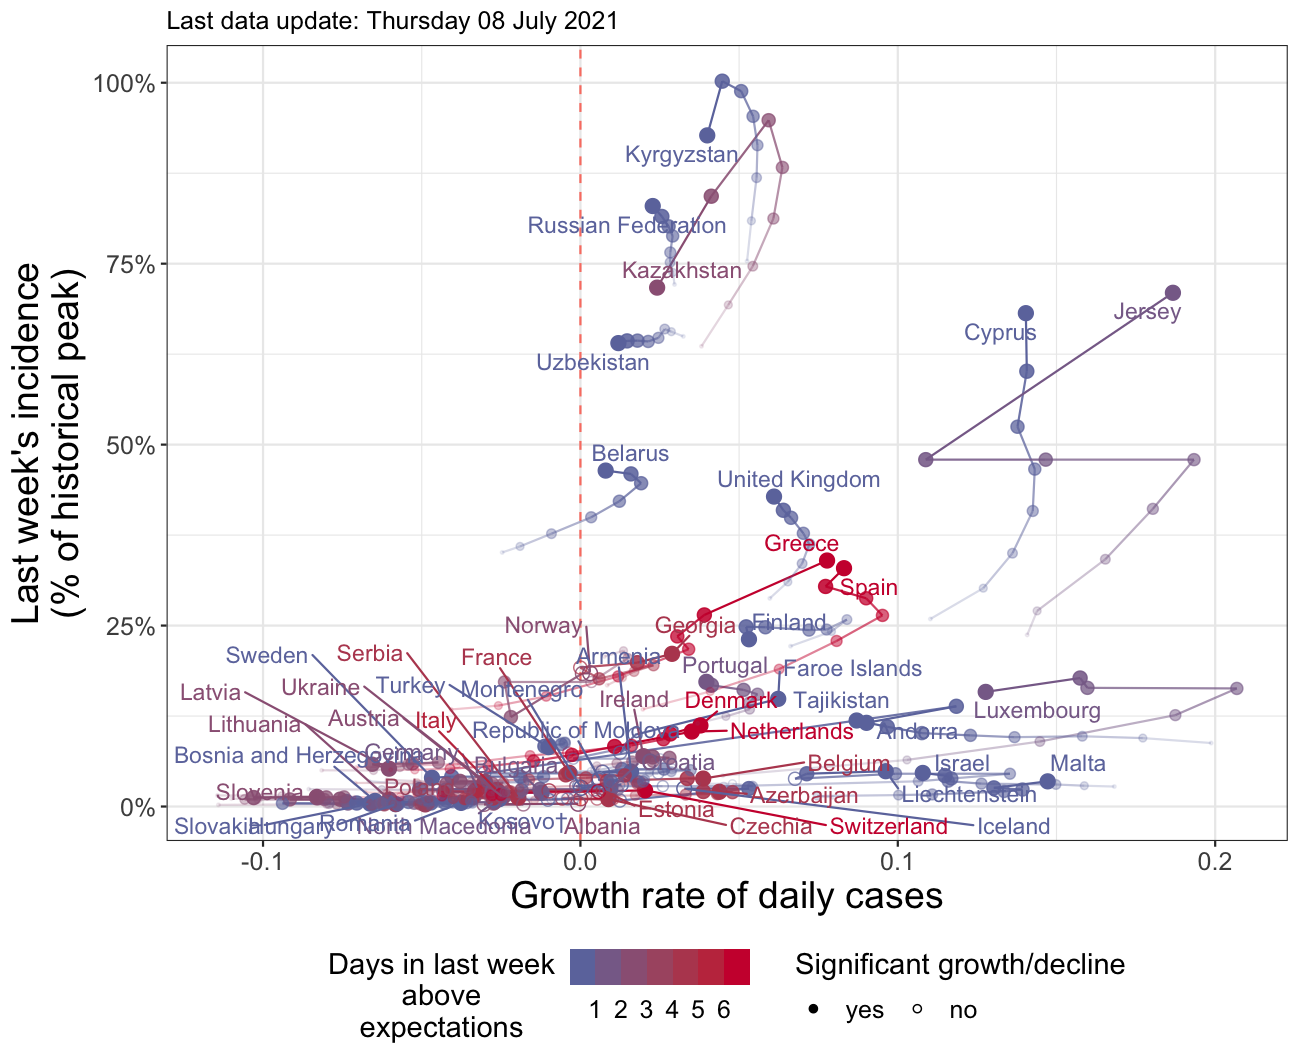 Last data update: Thursday 08 July 2021
Last week's incidence
(% of historical peak)
100%
75%
50%
25%
0%
Kyrgyzstan
Russian Federation
Kazakhstan
Uzbekistan
Jersey
Cyprus
Belarus
United Kingdom
Greece
Spain
Norway
Georgia
Finland
Sweden
Serbia
France
Armenia
Portugal
Faroe Islands
Latvia
Ukraine
Turkey
Montenegro
Ireland
Denmark
Tajikistan
Luxembourg
Lithuania
Austria
Italy
Republic of Moldova
Netherlands
Andorra
Bosnia and Herzegovina
Germany
Bulgaria
Croatia
Belgium
Israel
Malta
Slovenia
Estonia
Azerbaijan
Liechtenstein
Slovakia
Hungary
Romania
North Macedonia
Kosovo†
Albania
Czechia
Switzerland
Iceland
-0.1
0.0
0.1
0.2
Growth rate of daily cases
Days in last week
above
expectations
1 2 3 4 5 6
Significant growth/decline
yes
no